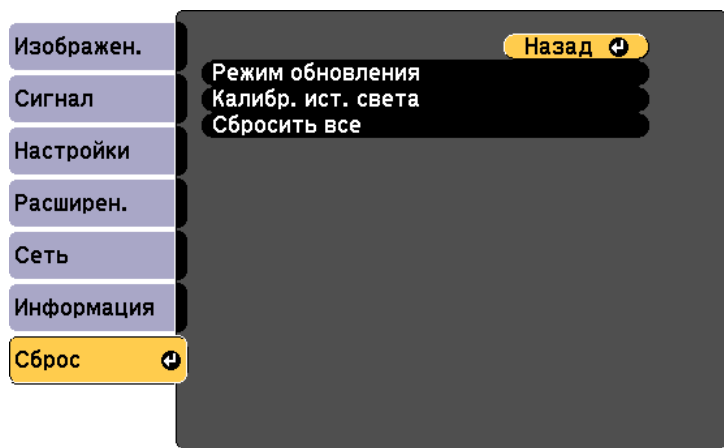 Изображен.
Сигнал
Настройки
Расширен.
Сеть
Информация
Сброс
Назад
Режим обновления
Калибр. ист. света
Сбросить все